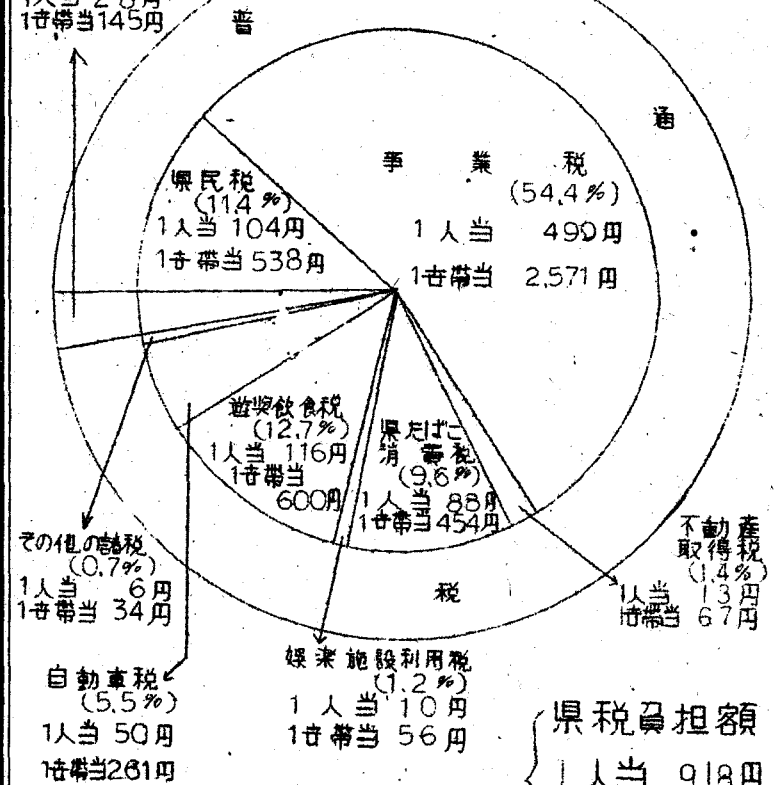 1世帯当145円
普
通
税
事業税
(54.4%)
1人当 499円
1世帯当 2,571円
県民税
(11.4%)
1人当 104円
1世帯当 538円
遊興飲食税
(12.7%)
1人当 116円
1世帯当
600円
県たばこ
消費税
(9.6%)
1人当 88円
1世帯当 454円
不動産
取得税
(1.4%)
1人当 13円
1世帯当 67円
その他の諸税
(0.7%)
1人当 6円
1世帯当 34円
自動車税
(5.5%)
1人当 50円
1世帯当261円
娯楽施設利用税
(1.2%)
1人当 10円
1世帯当 56円
県税負担額
1人当 918円